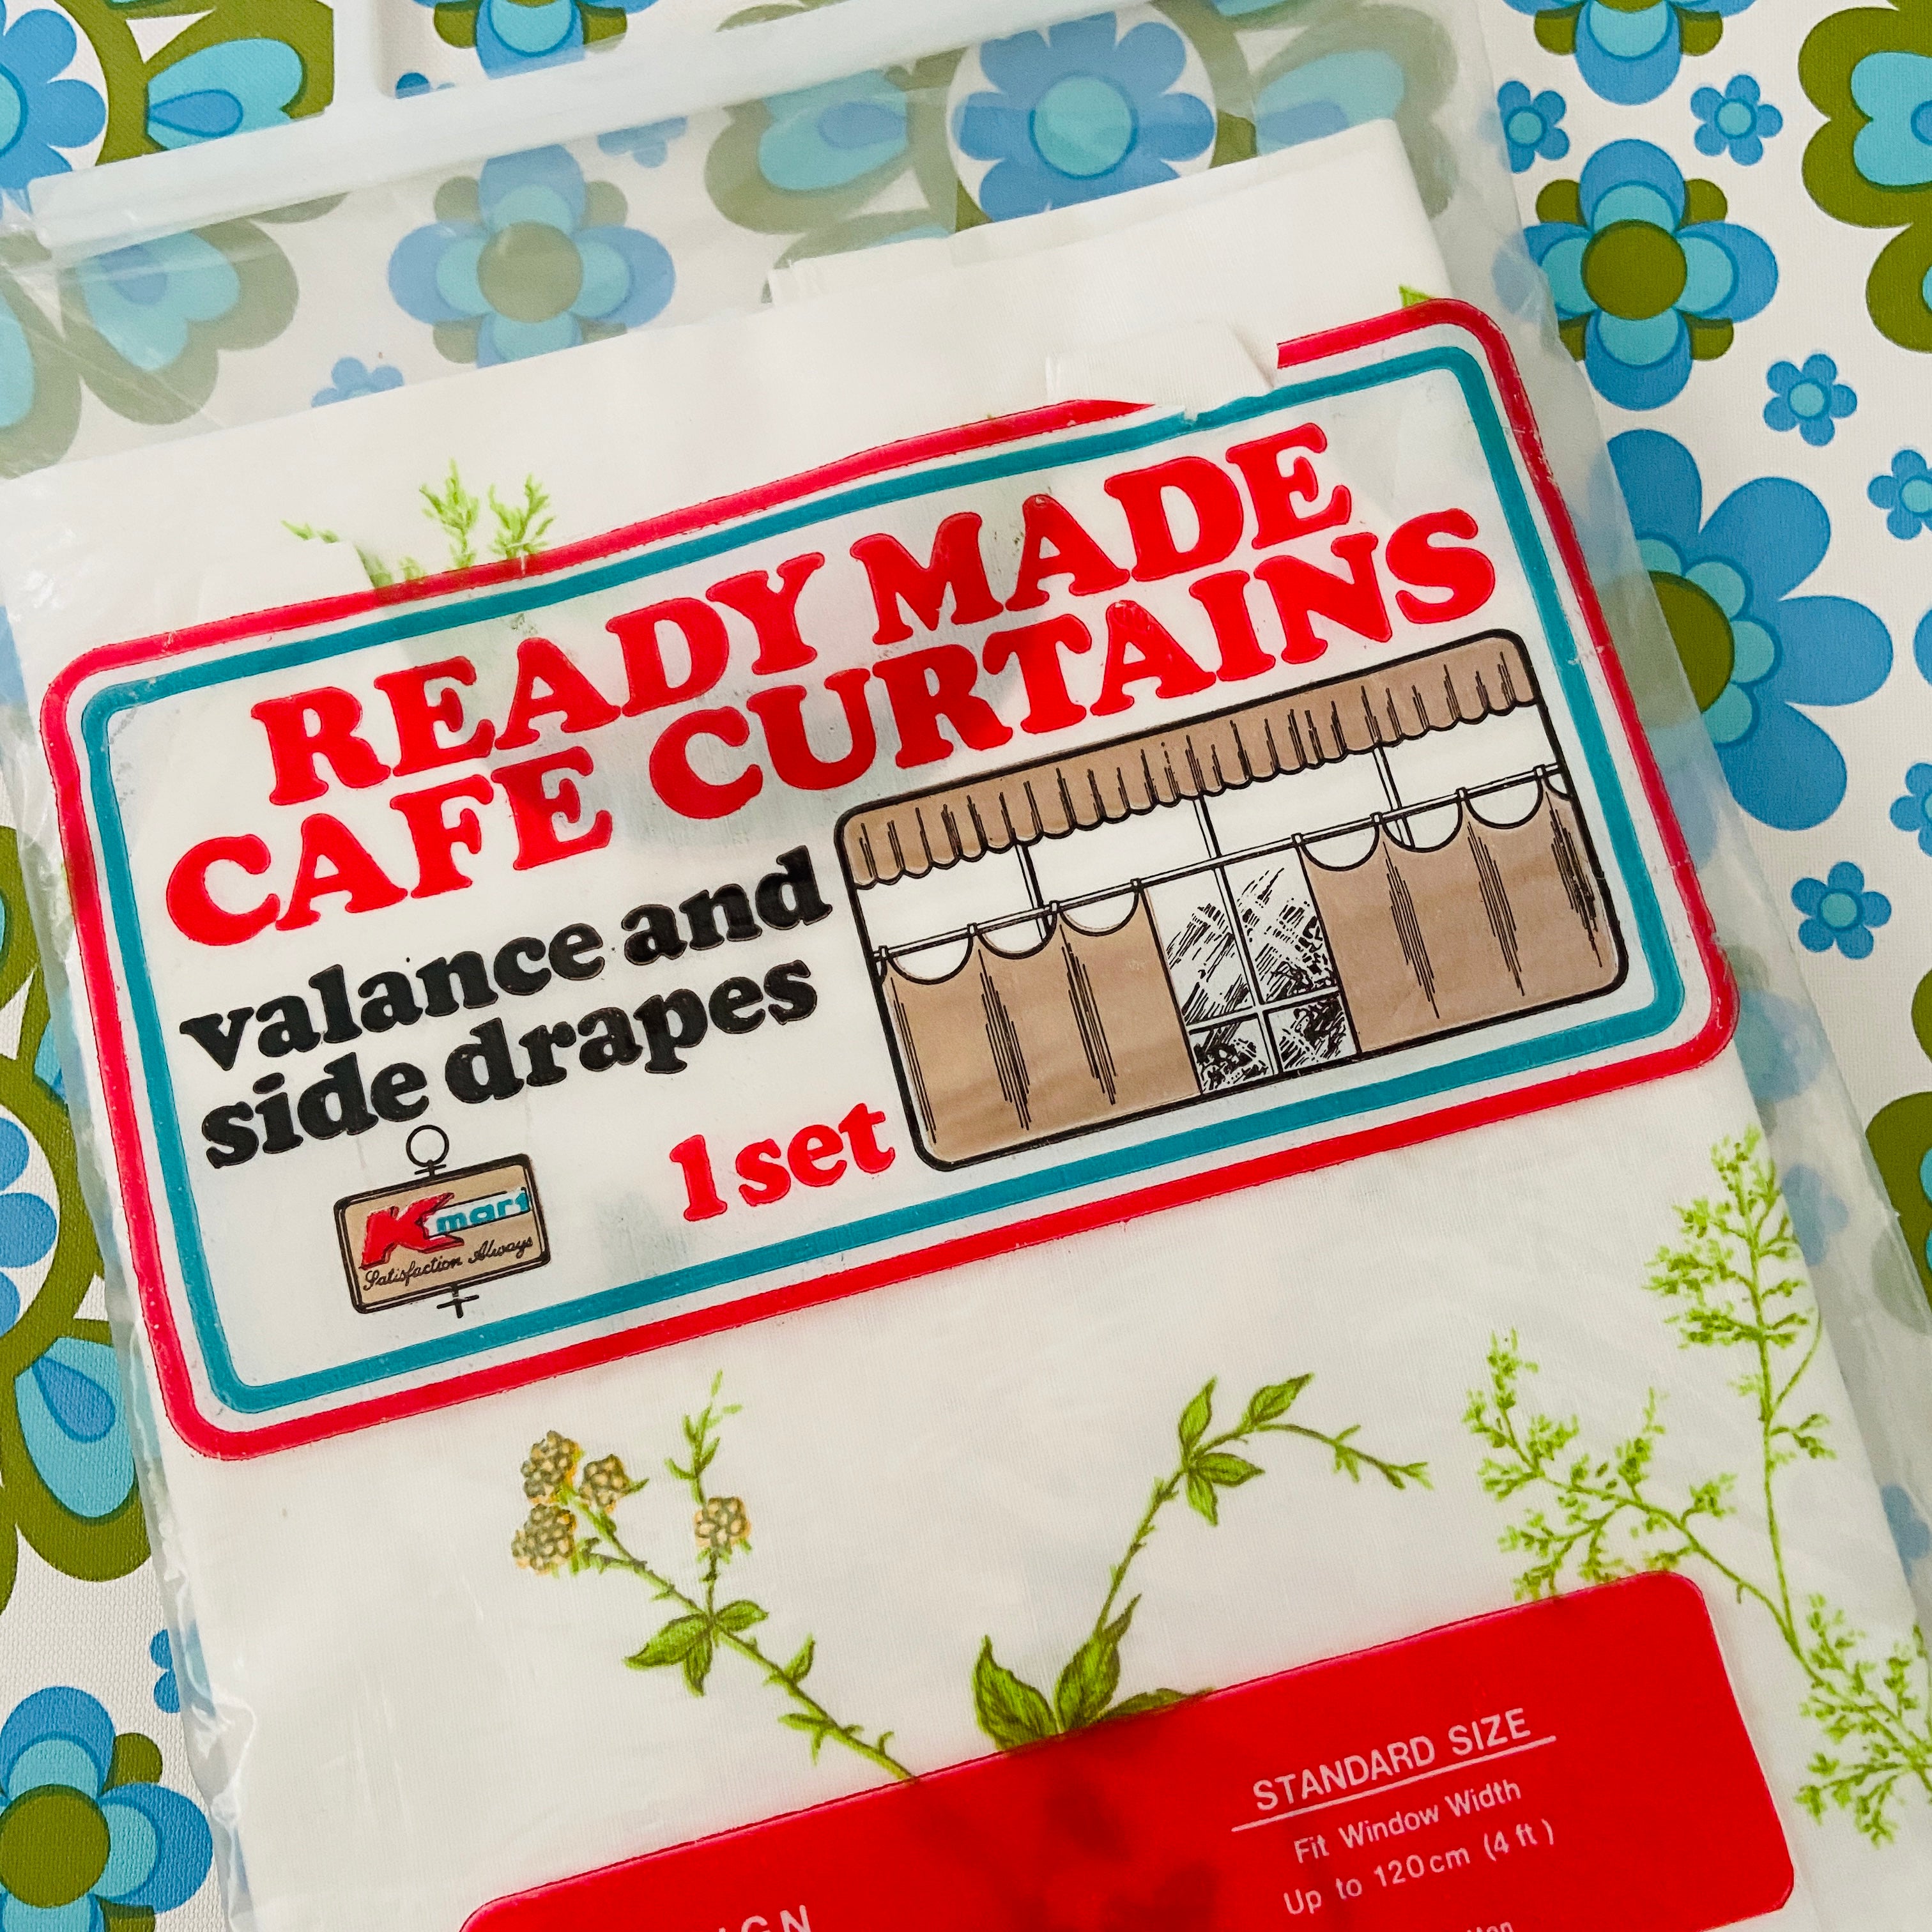 READY MADE
CAFE CURTAINS
valance and
side drapes
1 set
K mart
Satisfaction Always
STANDARD SIZE
Fit Window Width
Up to 120cm (4 ft)